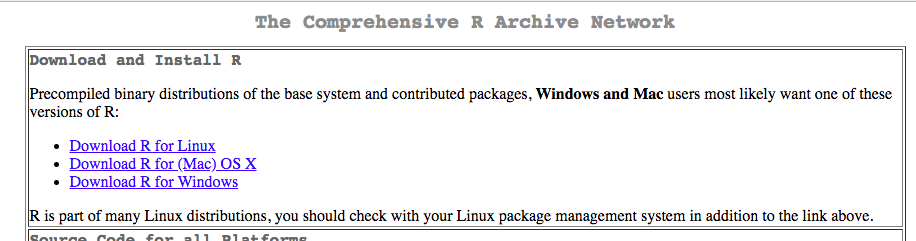 The Comprehensive R Archive Network
Download and Install R
Precompiled binary distributions of the base system and contributed packages, Windows and Mac users most likely want one of these
versions of R:
Download R for Linux
Download R for (Mac) OS X
Download R for Windows
R is part of many Linux distributions, you should check with your Linux package management system in addition to the link above.
Source Code for all Platforms